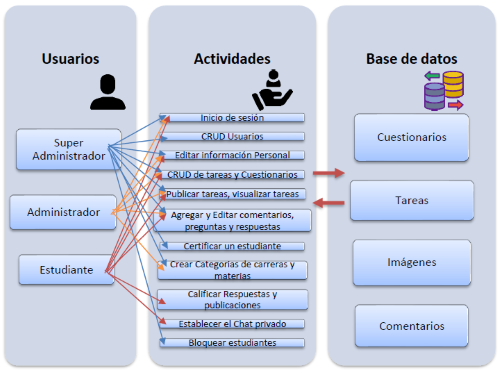 Usuarios
Super
Administrador
Administrador
Estudiante
Actividades
Inicio de sesión
CRUD Usuarios
Editar Información Personal
CRUD de tareas y Cuestionarios
Publicar tareas, visualizar tareas
Agregar y Editar comentarios,
preguntas y respuestas
Certificar un estudiante
Crear Categorías de carreras y
materias
Calificar Respuestas y
publicaciones
Establecer el Chat privado
Bloquear estudiantes
Base de datos
Cuestionarios
Tareas
Imágenes
Comentarios